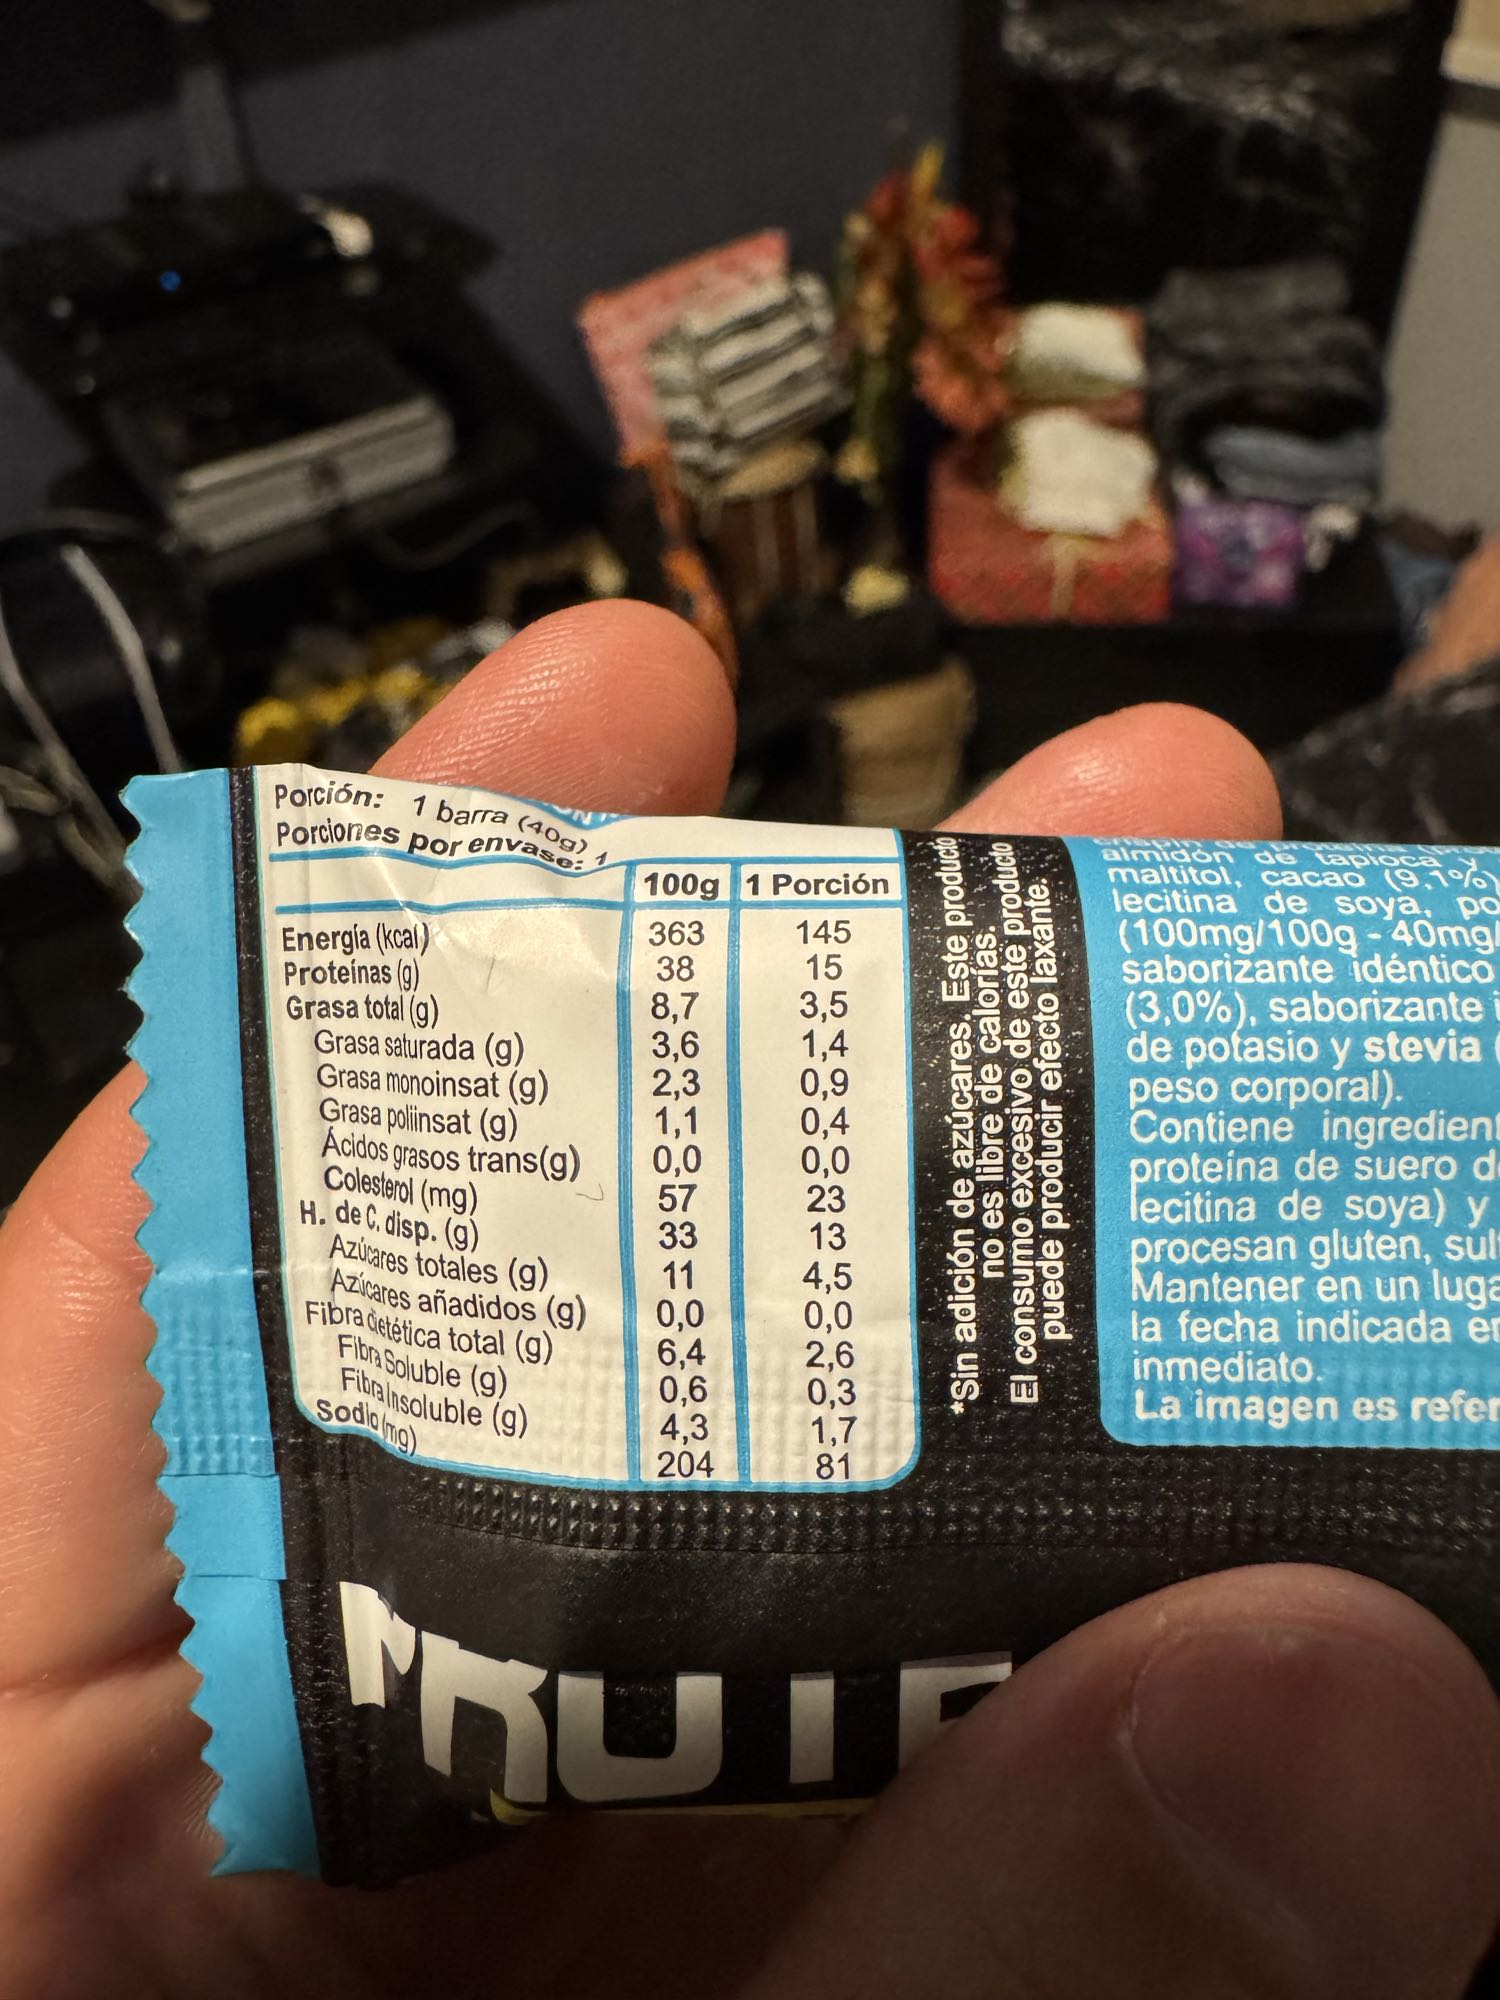 Porción: 1 barra (40g)
Porciones por envase: 1
100g 1 Porción
Energía (kcal) 363 145
Proteínas (g) 38 15
Grasa total (g) 8,7 3,5
Grasa saturada (g) 3,6 1,4
Grasa monoinsat (g) 2,3 0,9
Grasa poliinsat (g) 1,1 0,4
Ácidos grasos trans(g) 0,0 0,0
Colesterol (mg) 57 23
H. de C. disp. (g) 33 13
Azúcares totales (g) 11 4,5
Azúcares añadidos (g) 0,0 0,0
Fibra dietética total (g) 6,4 2,6
Fibra Soluble (g) 0,6 0,3
Fibra Insoluble (g) 4,3 1,7
Sodio (mg) 204 81
*Sin adición de azúcares. Este producto
no es libre de calorías.
El consumo excesivo de este producto
puede producir efecto laxante.
almidón de tapioca y
maltitol, cacao (9,1%)
lecitina de soya, po
(100mg/100g - 40mg/
saborizante idéntico
(3,0%), saborizante i
de potasio y stevia (
peso corporal).
Contiene ingredient
proteína de suero d
lecitina de soya) y
procesan gluten, sul
Mantener en un luga
la fecha indicada en
inmediato.
La imagen es refer
PROTE